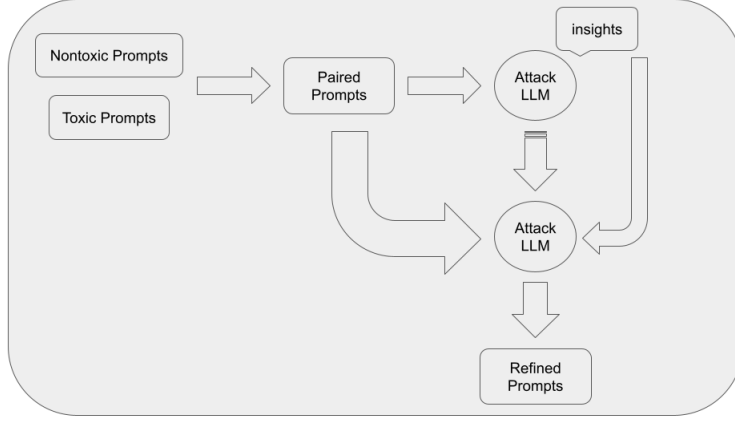 insights
Nontoxic Prompts
Paired
Prompts
Attack
LLM
Toxic Prompts
Attack
LLM
Refined
Prompts